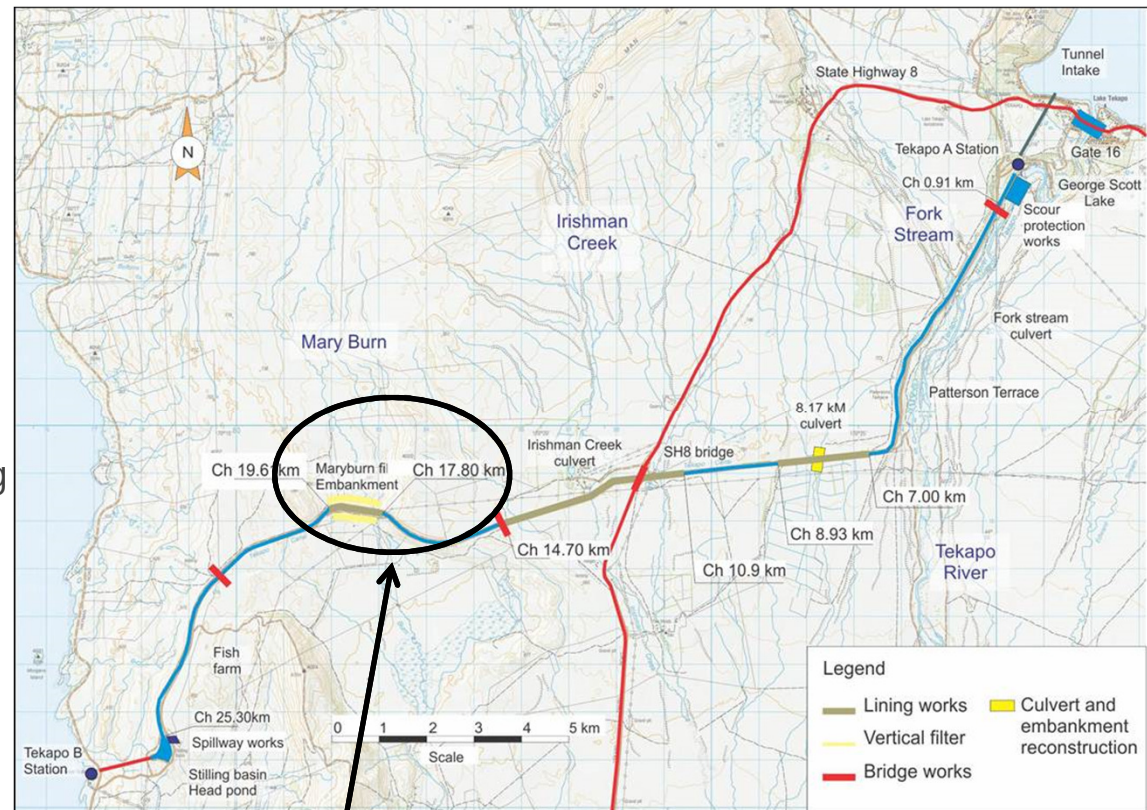 State Highway 8
Tunnel
Intake
Lake Tekapo
Tekapo A Station
Gate 16
Ch 0.91 km
George Scott
Lake
Scour
protection
works
N
Irishman
Creek
Fork
Stream
Fork stream
culvert
Mary Burn
Patterson Terrace
8.17 kM
culvert
Irishman Creek
culvert
SH8 bridge
g
Ch 19.61 km
Maryburn fil
Embankment
Ch 17.80 km
Ch 7.00 km
Ch 14.70 km
Ch 8.93 km
Ch 10.9 km
Tekapo
River
Fish
farm
Ch 25.30km
Spillway works
Tekapo B
Station
Stilling basin
Head pond
0 1 2 3 4 5 km
Scale
Legend
Lining works
Vertical filter
Bridge works
Culvert and
embankment
reconstruction